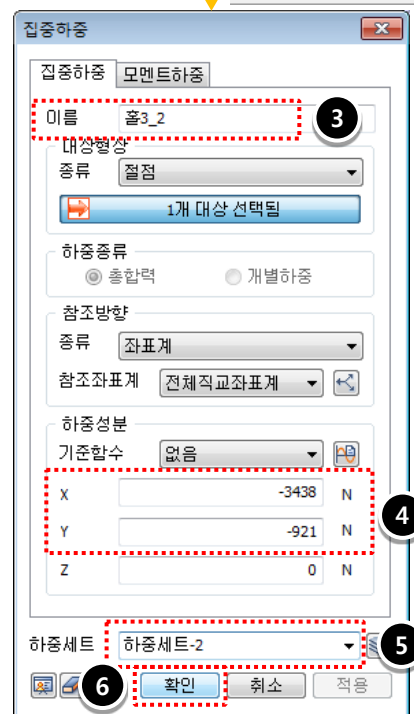 집중하중
집중하중 모멘트하중
이름 홀3_2 3
대상형상
종류 절점
1개 대상 선택됨
하중종류
총합력 개별하중
참조방향
종류 좌표계
참조좌표계 전체직교좌표계
하중성분
기준함수 없음
X -3438 N 4
Y -921 N
Z 0 N
하중세트 하중세트-2 5
6 확인 취소 적용